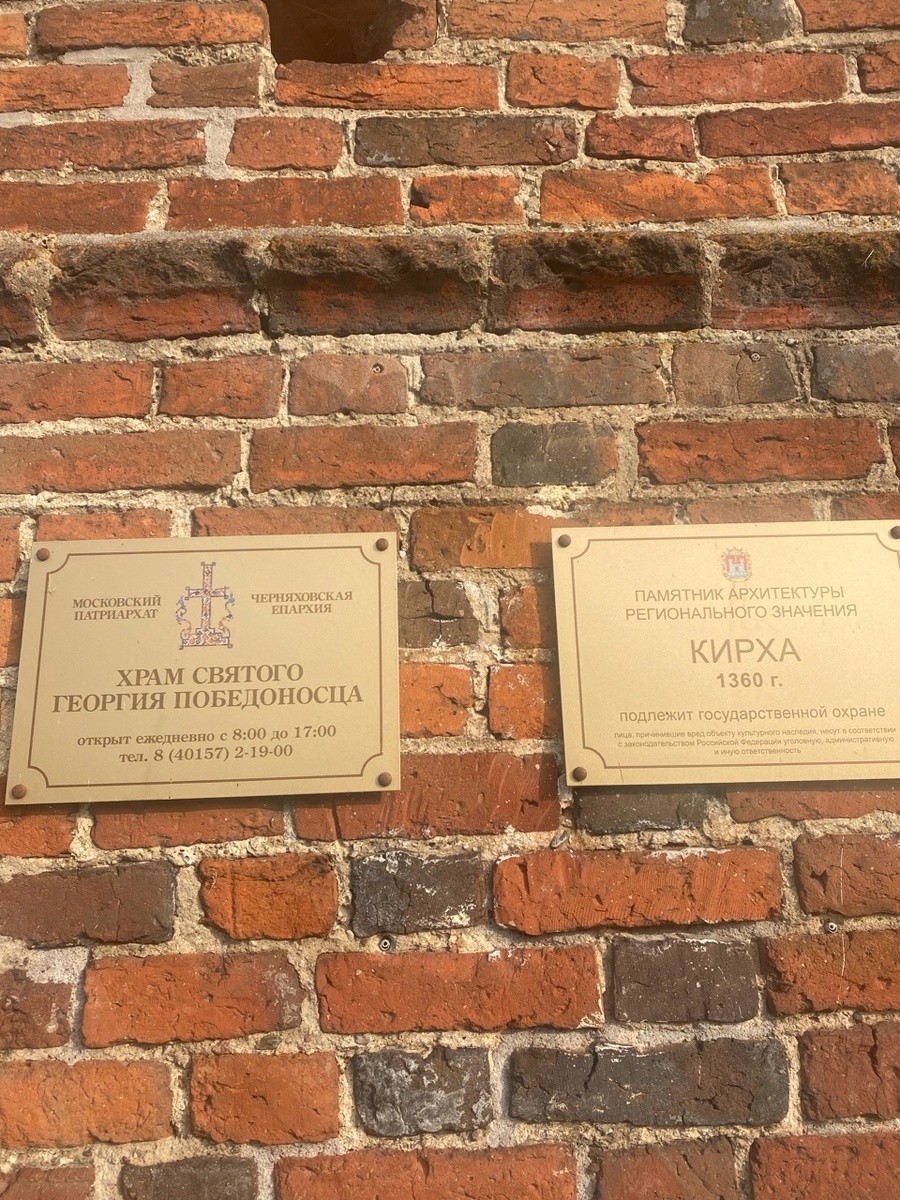 МОСКОВСКИЙ
ПАТРИАРХАТ
ЧЕРНЯХОВСКАЯ
ЕПАРХИЯ
ХРАМ СВЯТОГО
ГЕОРГИЯ ПОБЕДОНОСЦА
открыт ежедневно с 8:00 до 17:00
тел. 8 (40157) 2-19-00
ПАМЯТНИК АРХИТЕКТУРЫ
РЕГИОНАЛЬНОГО ЗНАЧЕНИЯ
КИРХА
1360 г.
подлежит государственной охране
лица, причинившие вред объекту культурного наследия, несут в соответствии
с законодательством Российской Федерации уголовную, административную
и иную ответственность